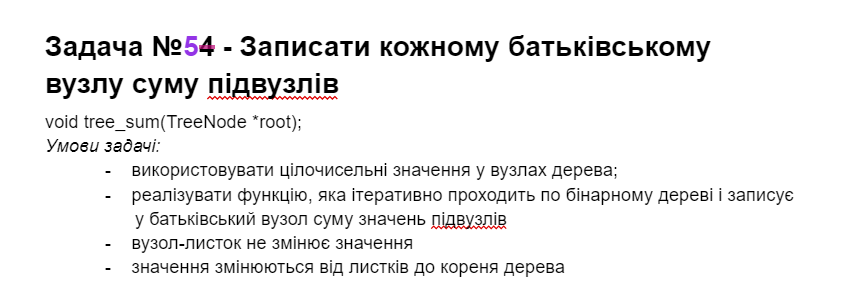 Задача №54 - Записати кожному батьківському
вузлу суму підвузлів
void tree_sum(TreeNode *root);
Умови задачі:
- використовувати цілочисельні значення у вузлах дерева;
- реалізувати функцію, яка ітеративно проходить по бінарному дереві і записує
у батьківський вузол суму значень підвузлів
- вузол-листок не змінює значення
- значення змінюються від листків до кореня дерева